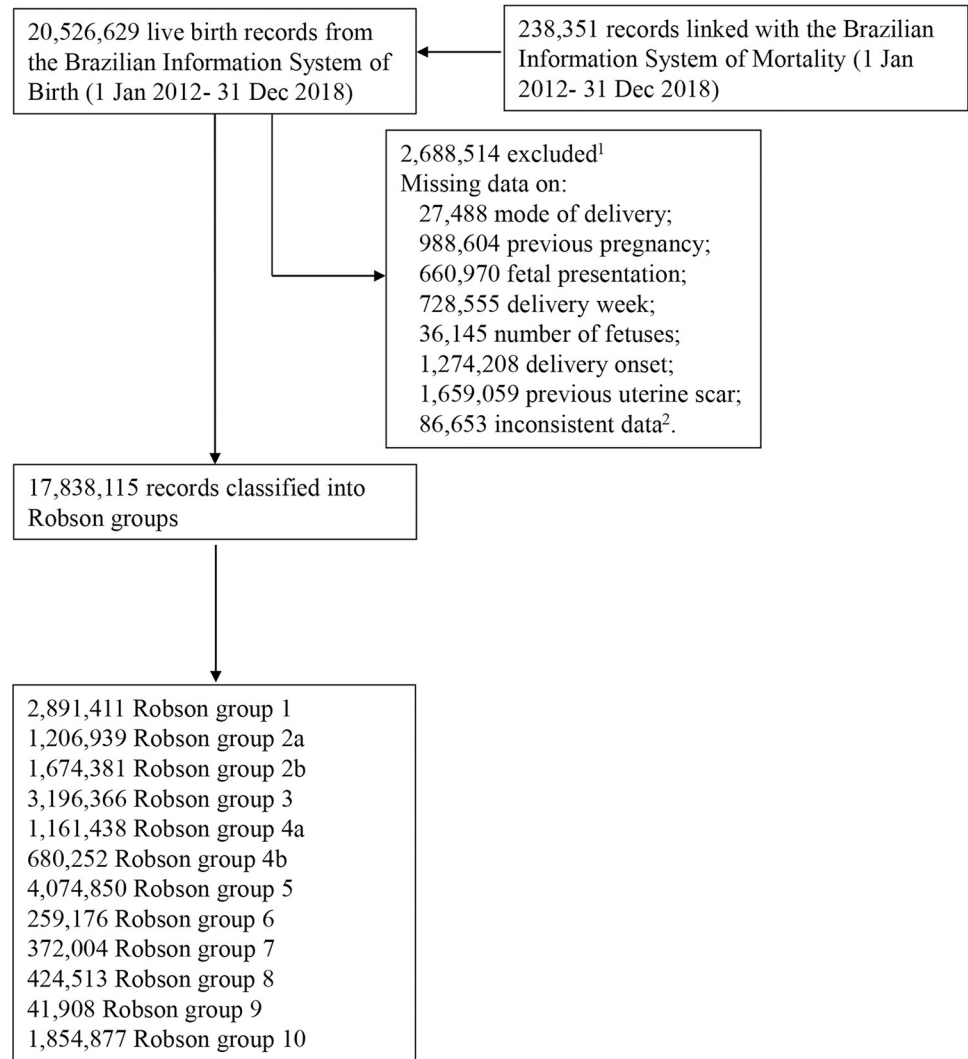 20,526,629 live birth records from
the Brazilian Information System of
Birth (1 Jan 2012- 31 Dec 2018)
238,351 records linked with the Brazilian
Information System of Mortality (1 Jan
2012- 31 Dec 2018)
2,688,514 excluded¹
Missing data on:
27,488 mode of delivery;
988,604 previous pregnancy;
660,970 fetal presentation;
728,555 delivery week;
36,145 number of fetuses;
1,274,208 delivery onset;
1,659,059 previous uterine scar;
86,653 inconsistent data².
17,838,115 records classified into
Robson groups
2,891,411 Robson group 1
1,206,939 Robson group 2a
1,674,381 Robson group 2b
3,196,366 Robson group 3
1,161,438 Robson group 4a
680,252 Robson group 4b
4,074,850 Robson group 5
259,176 Robson group 6
372,004 Robson group 7
424,513 Robson group 8
41,908 Robson group 9
1,854,877 Robson group 10